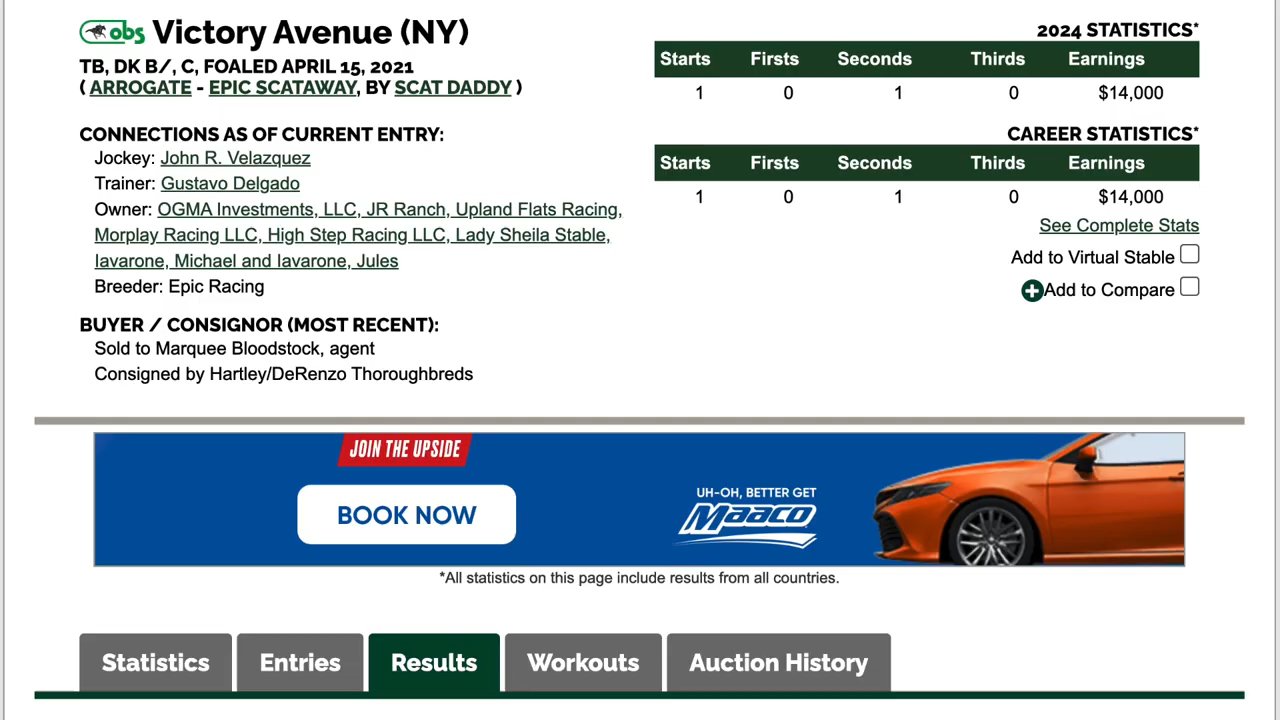 obs Victory Avenue (NY)
TB, DK B/, C, FOALED APRIL 15, 2021
( ARROGATE - EPIC SCATAWAY, BY SCAT DADDY )
CONNECTIONS AS OF CURRENT ENTRY:
Jockey: John R. Velazquez
Trainer: Gustavo Delgado
Owner: OGMA Investments, LLC, JR Ranch, Upland Flats Racing,
Morplay Racing LLC, High Step Racing LLC, Lady Sheila Stable,
Iavarone, Michael and Iavarone, Jules
Breeder: Epic Racing
BUYER / CONSIGNOR (MOST RECENT):
Sold to Marquee Bloodstock, agent
Consigned by Hartley/DeRenzo Thoroughbreds
2024 STATISTICS*
Starts Firsts Seconds Thirds Earnings
1 0 1 0 $14,000
CAREER STATISTICS*
Starts Firsts Seconds Thirds Earnings
1 0 1 0 $14,000
See Complete Stats
Add to Virtual Stable
Add to Compare
JOIN THE UPSIDE
BOOK NOW
UH-OH, BETTER GET
Maaco
*All statistics on this page include results from all countries.
Statistics Entries Results Workouts Auction History